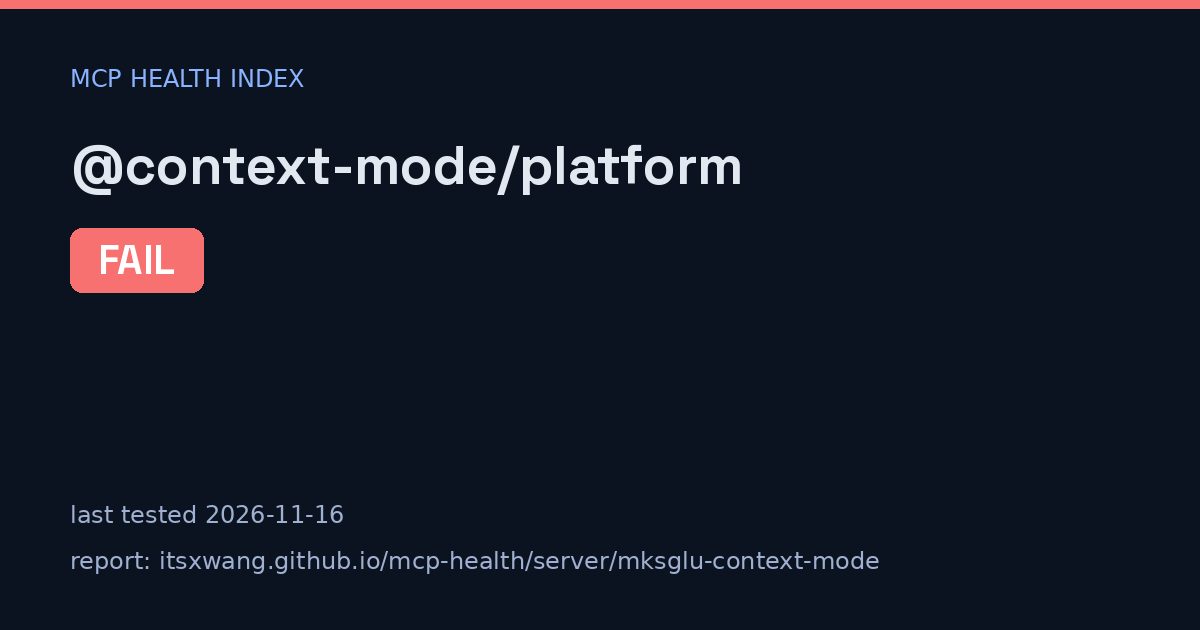 MCP HEALTH INDEX
@context-mode/platform
FAIL
last tested 2026-11-16
report: itsxwang.github.io/mcp-health/server/mksglu-context-mode